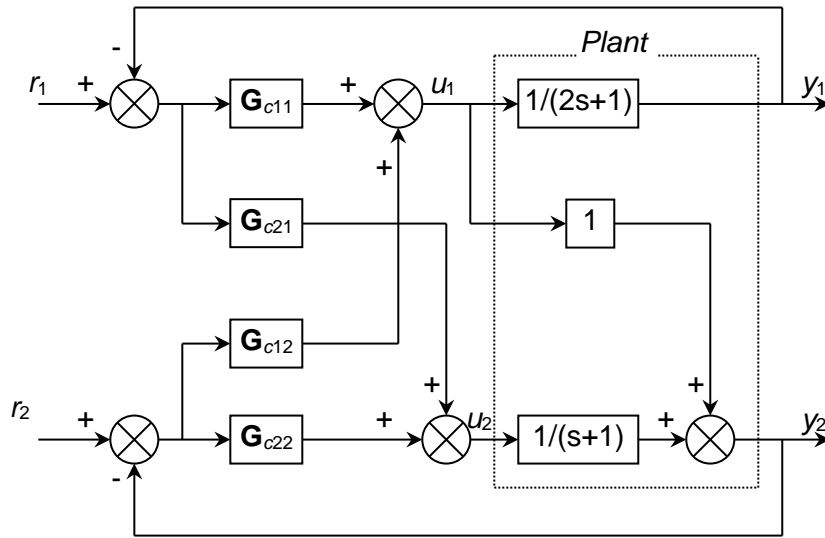 Plant
-
r1 + Gc11 + u1 1/(2s+1) y1
+
Gc21 1
Gc12
+ +
r2 + Gc22 + u2 1/(s+1) + y2
-